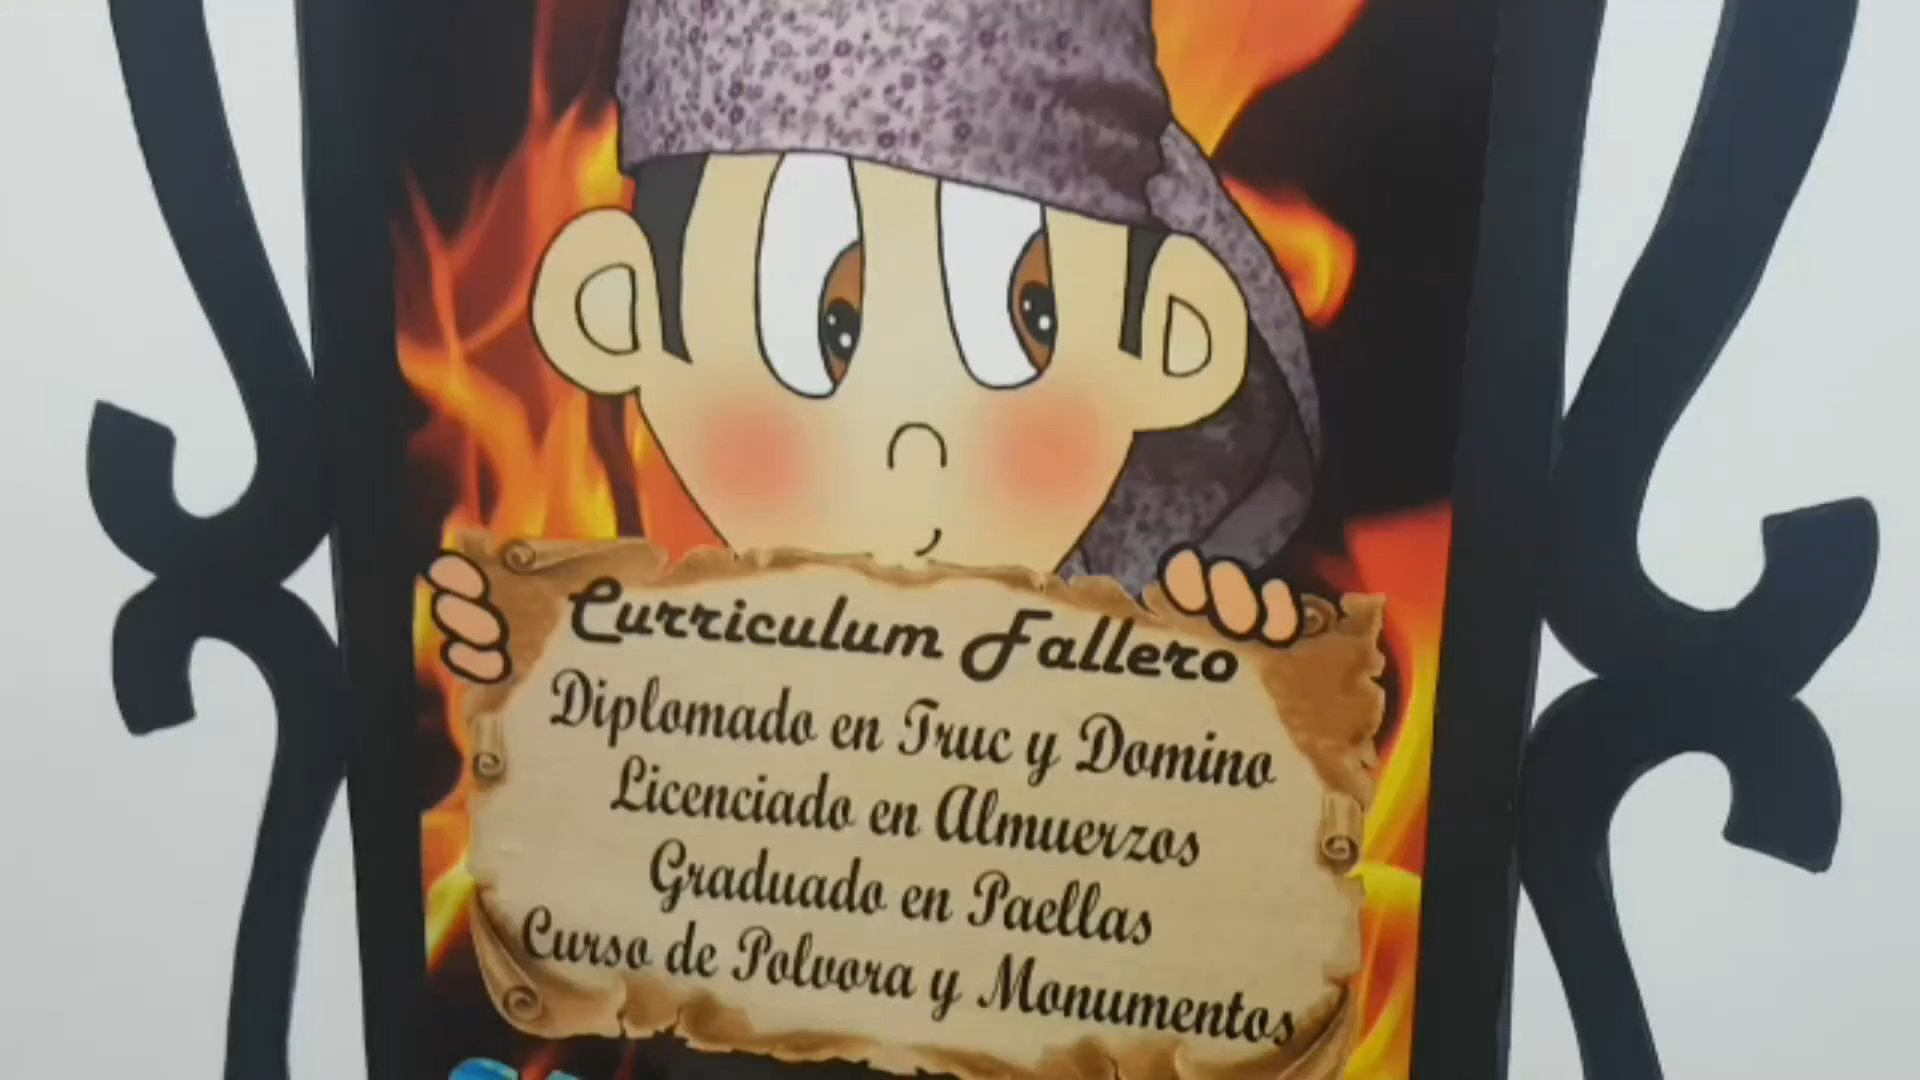 Curriculum Fallero
Diplomado en Truc y Domino
Licenciado en Almuerzos
Graduado en Paellas
Curso de Polvora y Monumentos